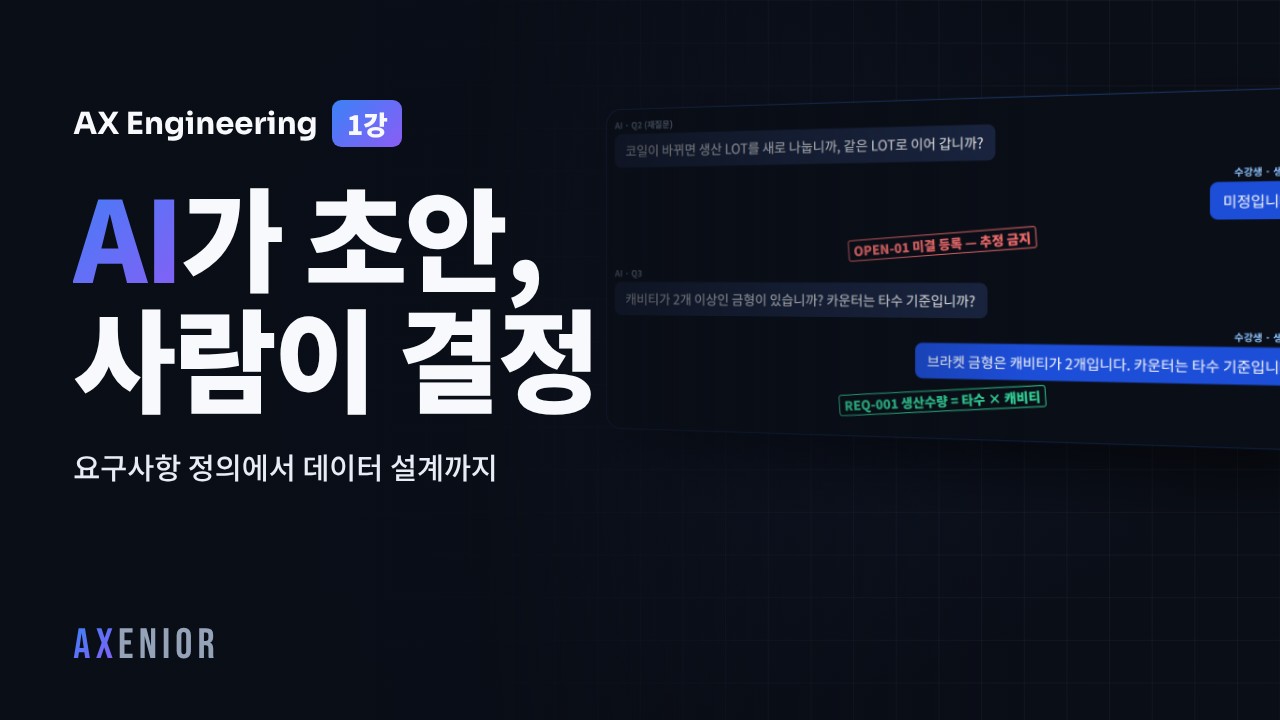 AX Engineering 1강
AI가 초안,
사람이 결정
요구사항 정의에서 데이터 설계까지
AXENIOR
AI · Q2 (재질문)
코일이 바뀌면 생산 LOT를 새로 나눕니까, 같은 LOT로 이어 갑니까?
수강생 · 생
미정입니
OPEN-01 미결 등록 — 추정 금지
AI · Q3
캐비티가 2개 이상인 금형이 있습니까? 카운터는 타수 기준입니까?
수강생 · 생
브라켓 금형은 캐비티가 2개입니다. 카운터는 타수 기준입니
REQ-001 생산수량 = 타수 × 캐비티